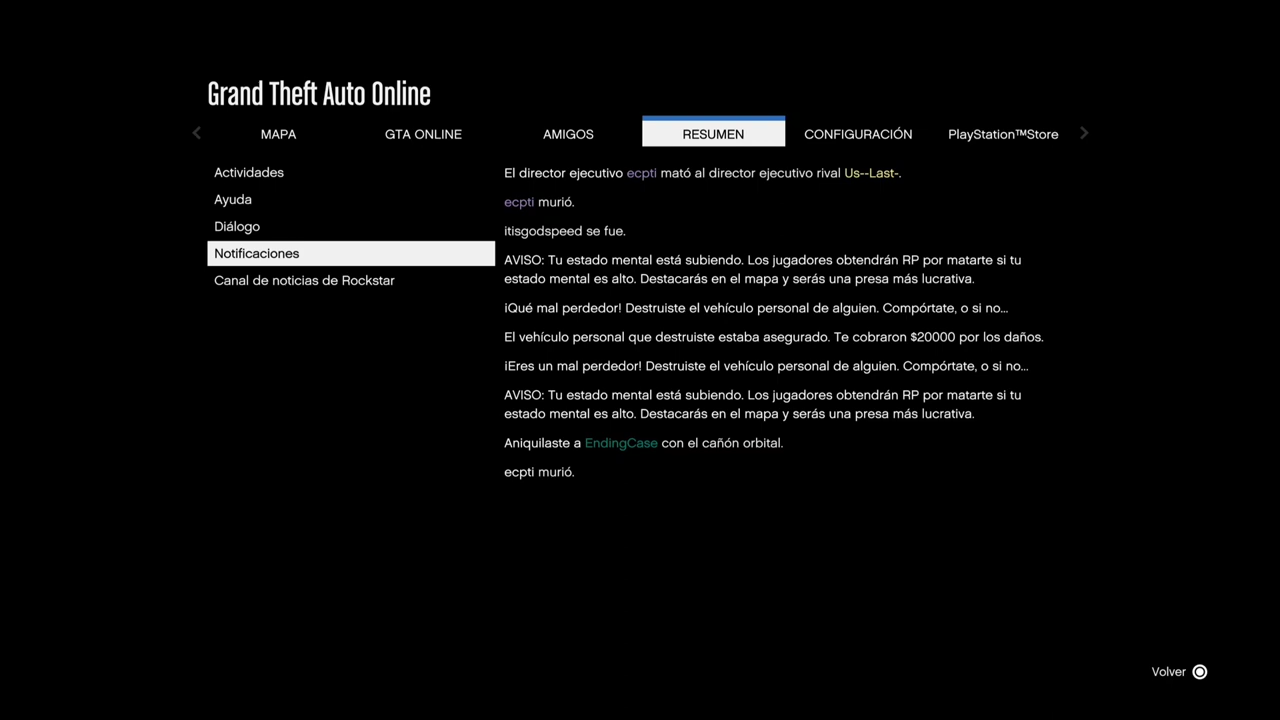 Grand Theft Auto Online
MAPA
GTA ONLINE
AMIGOS
RESUMEN
CONFIGURACIÓN
PlayStation™Store
Actividades
Ayuda
Diálogo
Notificaciones
Canal de noticias de Rockstar
El director ejecutivo ecpti mató al director ejecutivo rival Us--Last-.
ecpti murió.
itisgodspeed se fue.
AVISO: Tu estado mental está subiendo. Los jugadores obtendrán RP por matarte si tu
estado mental es alto. Destacarás en el mapa y serás una presa más lucrativa.
¡Qué mal perdedor! Destruiste el vehículo personal de alguien. Compórtate, o si no...
El vehículo personal que destruiste estaba asegurado. Te cobraron $20000 por los daños.
¡Eres un mal perdedor! Destruiste el vehículo personal de alguien. Compórtate, o si no...
AVISO: Tu estado mental está subiendo. Los jugadores obtendrán RP por matarte si tu
estado mental es alto. Destacarás en el mapa y serás una presa más lucrativa.
Aniquilaste a EndingCase con el cañón orbital.
ecpti murió.
Volver